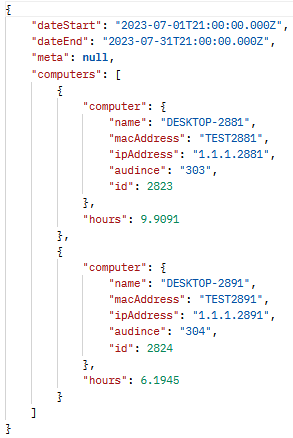 {
    "dateStart": "2023-07-01T21:00:00.000Z",
    "dateEnd": "2023-07-31T21:00:00.000Z",
    "meta": null,
    "computers": [
        {
            "computer": {
                "name": "DESKTOP-2881",
                "macAddress": "TEST2881",
                "ipAddress": "1.1.1.2881",
                "audince": "303",
                "id": 2823
            },
            "hours": 9.9091
        },
        {
            "computer": {
                "name": "DESKTOP-2891",
                "macAddress": "TEST2891",
                "ipAddress": "1.1.1.2891",
                "audince": "304",
                "id": 2824
            },
            "hours": 6.1945
        }
    ]
}